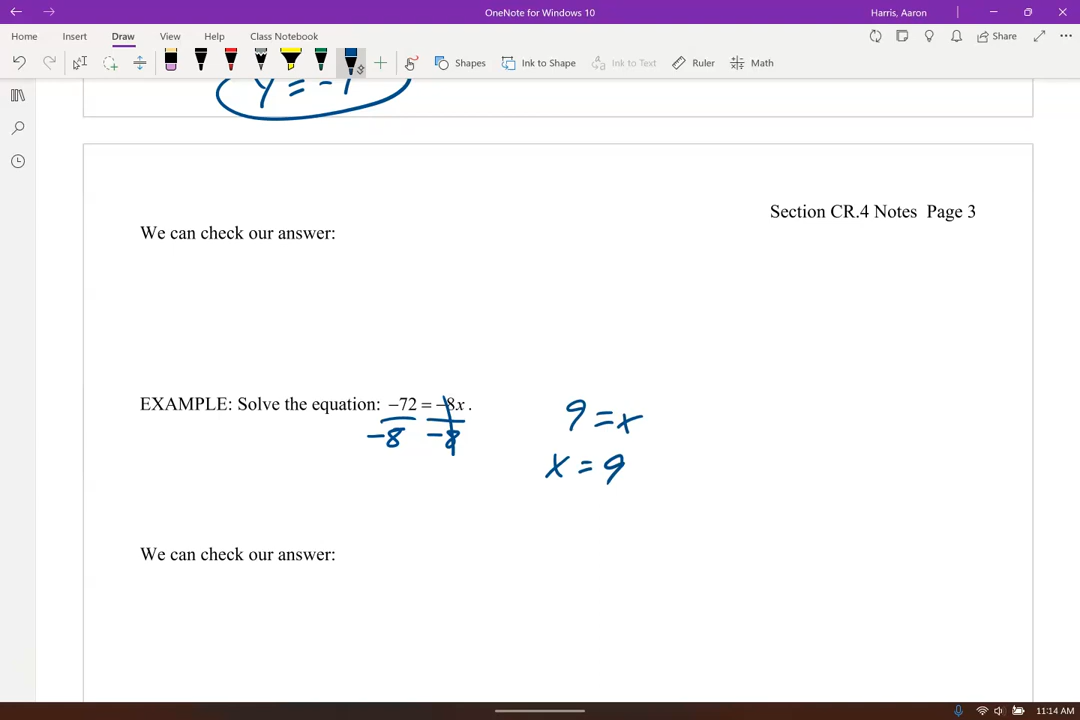 OneNote for Windows 10
Harris, Aaron
Home Insert Draw View Help Class Notebook
Share
Shapes Ink to Shape Ink to Text Ruler Math
Section CR.4 Notes Page 3
We can check our answer:
EXAMPLE: Solve the equation: −72 = −8x .
−8 −8
9 = x
x = 9
We can check our answer:
11:14 AM